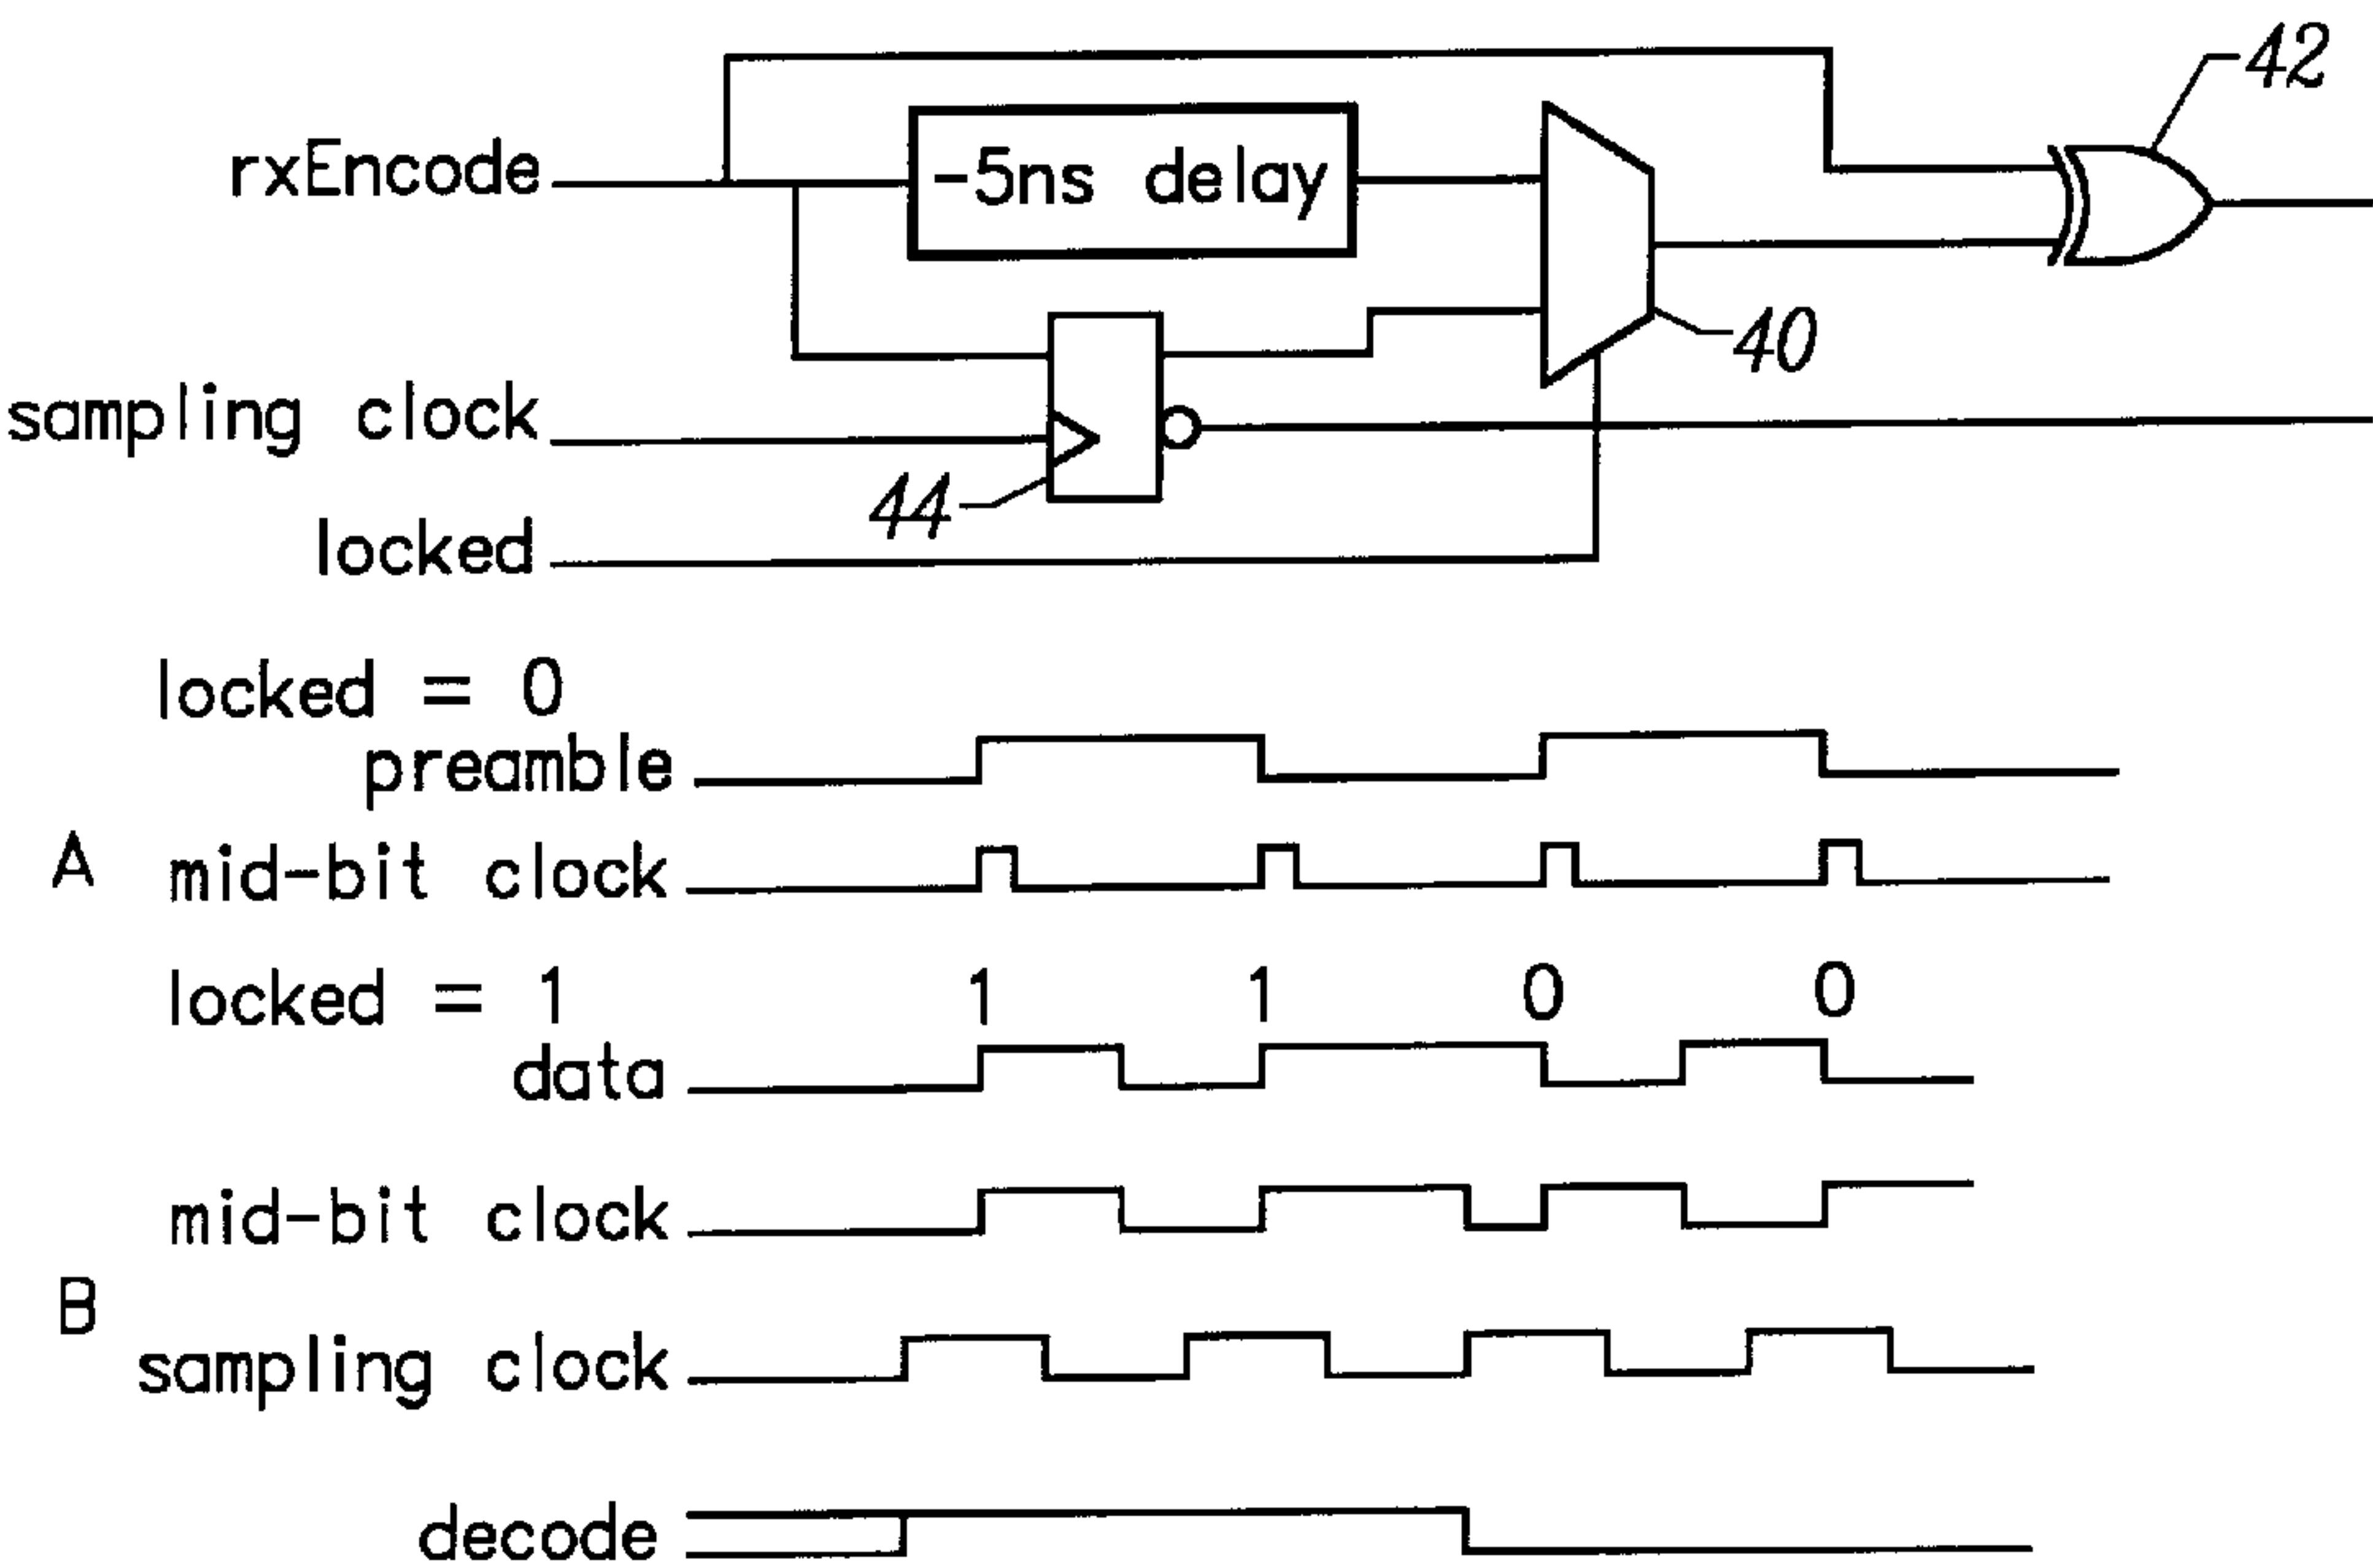 42
rxEncode
-5ns delay
40
sampling clock
44
locked
locked = 0
preamble
A
mid-bit clock
locked = 1
1 1 0 0
data
mid-bit clock
B
sampling clock
decode